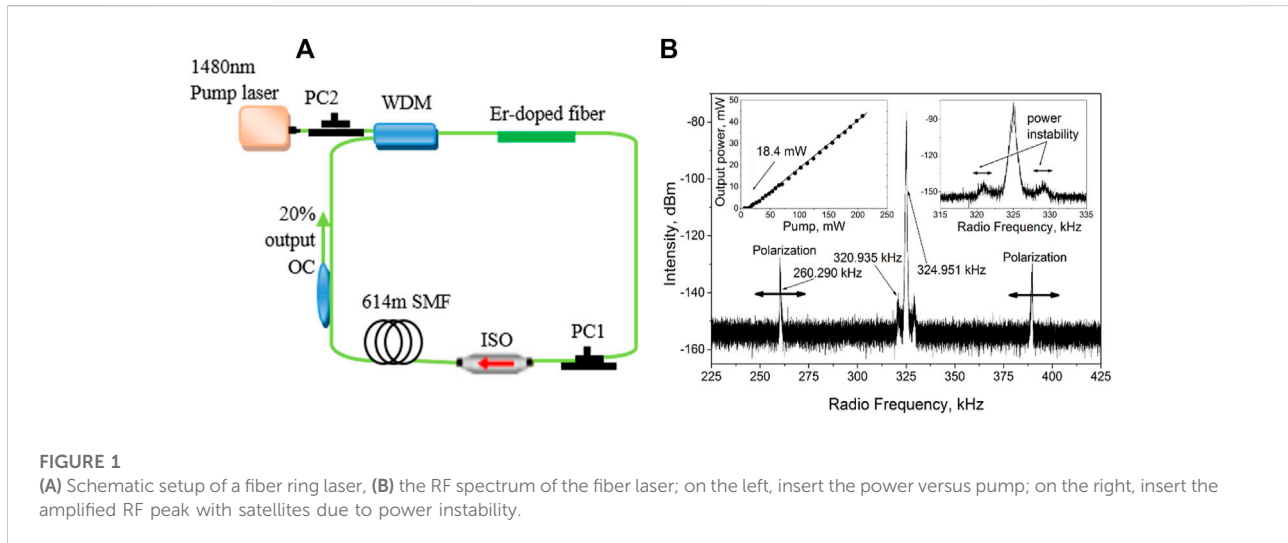 A
1480nm
Pump laser
PC2
WDM
Er-doped fiber
20%
output
OC
614m SMF
ISO
PC1
B
Intensity, dBm
-80
-100
-120
-140
-160
225
250
275
300
325
350
375
400
425
Radio Frequency, kHz
Output power, mW
50
40
30
20
10
0
0
50
100
150
200
250
Pump, mW
18.4 mW
-90
-120
-150
315
320
325
330
335
Radio Frequency, kHz
power
instability
Polarization
260.290 kHz
320.935 kHz
324.951 kHz
Polarization
FIGURE 1
(A) Schematic setup of a fiber ring laser, (B) the RF spectrum of the fiber laser; on the left, insert the power versus pump; on the right, insert the
amplified RF peak with satellites due to power instability.